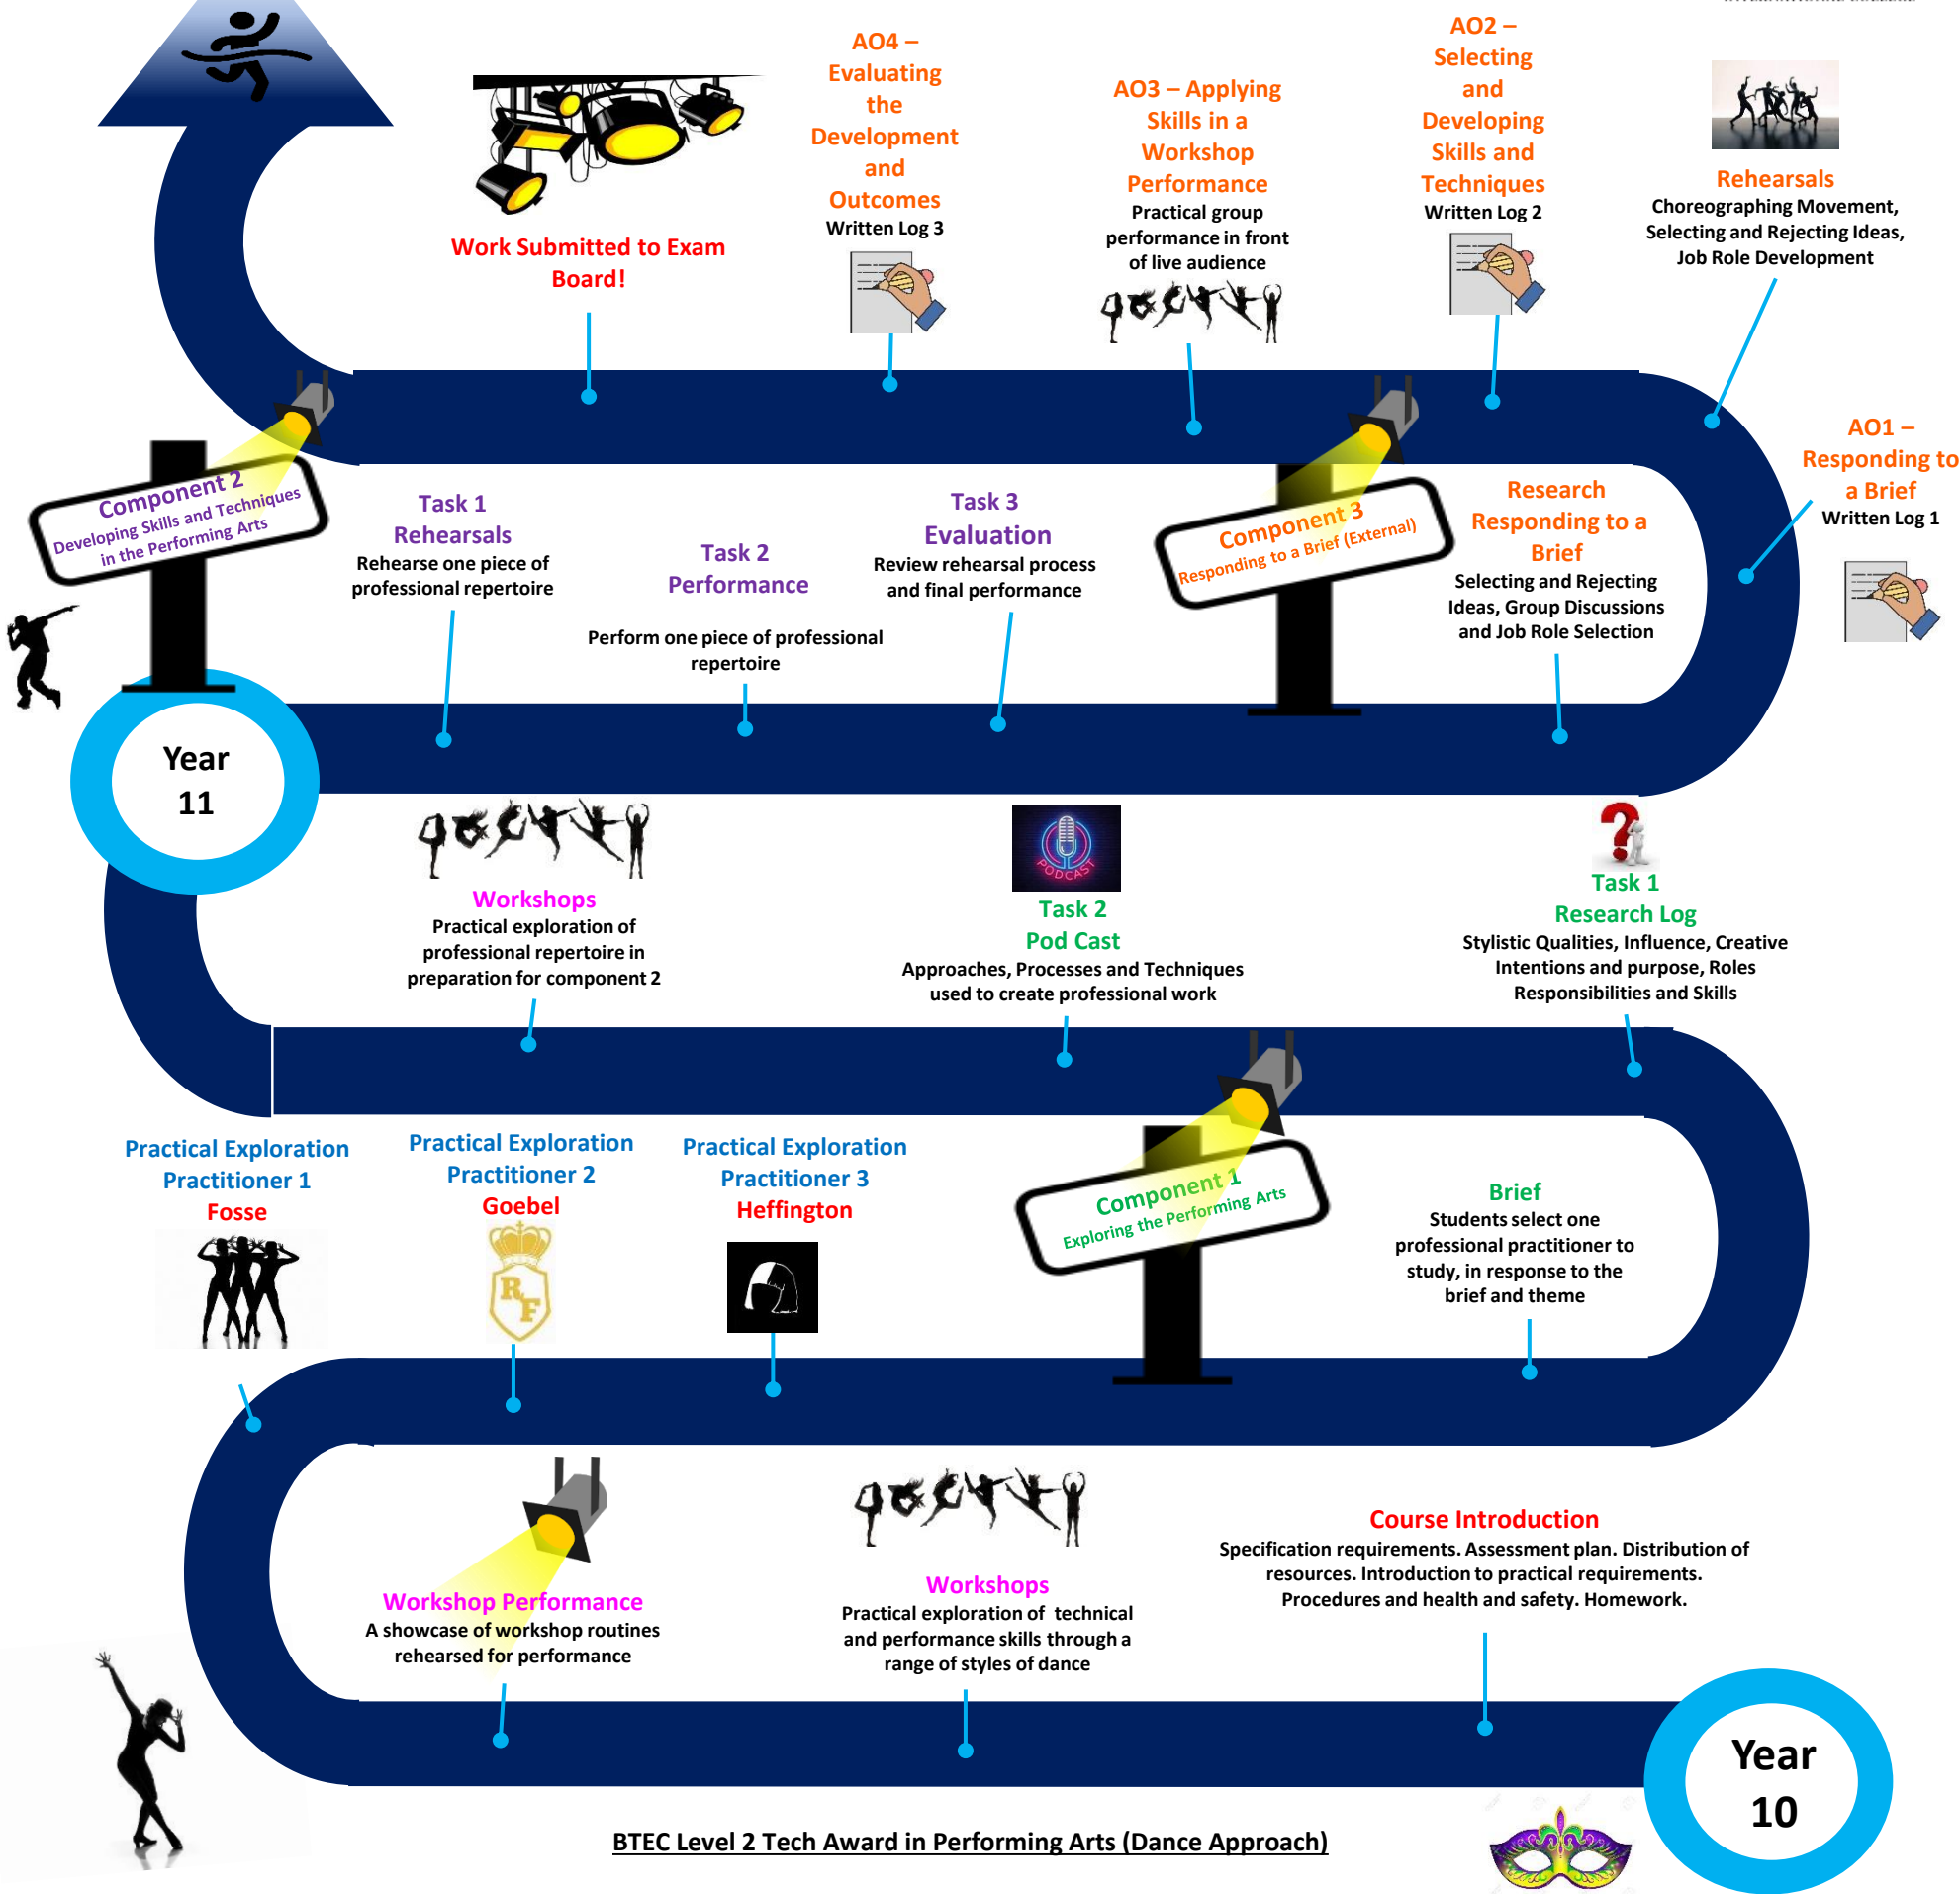 AO4 –
Evaluating
the
Development
and
Outcomes
Written Log 3
AO3 – Applying
Skills in a
Workshop
Performance
Practical group
performance in front
of live audience
AO2 –
Selecting
and
Developing
Skills and
Techniques
Written Log 2
Rehearsals
Choreographing Movement,
Selecting and Rejecting Ideas,
Job Role Development
Work Submitted to Exam
Board!
AO1 –
Responding to
a Brief
Written Log 1
Component 2
Developing Skills and Techniques
in the Performing Arts
Task 1
Rehearsals
Rehearse one piece of
professional repertoire
Task 2
Performance
Perform one piece of professional
repertoire
Task 3
Evaluation
Review rehearsal process
and final performance
Component 3
Responding to a Brief (External)
Research
Responding to a
Brief
Selecting and Rejecting
Ideas, Group Discussions
and Job Role Selection
Year
11
Workshops
Practical exploration of
professional repertoire in
preparation for component 2
PODCAST
Task 2
Pod Cast
Approaches, Processes and Techniques
used to create professional work
?
Task 1
Research Log
Stylistic Qualities, Influence, Creative
Intentions and purpose, Roles
Responsibilities and Skills
Practical Exploration
Practitioner 1
Fosse
Practical Exploration
Practitioner 2
Goebel
R
F
Practical Exploration
Practitioner 3
Heffington
Component 1
Exploring the Performing Arts
Brief
Students select one
professional practitioner to
study, in response to the
brief and theme
Workshop Performance
A showcase of workshop routines
rehearsed for performance
Workshops
Practical exploration of technical
and performance skills through a
range of styles of dance
Course Introduction
Specification requirements. Assessment plan. Distribution of
resources. Introduction to practical requirements.
Procedures and health and safety. Homework.
Year
10
BTEC Level 2 Tech Award in Performing Arts (Dance Approach)